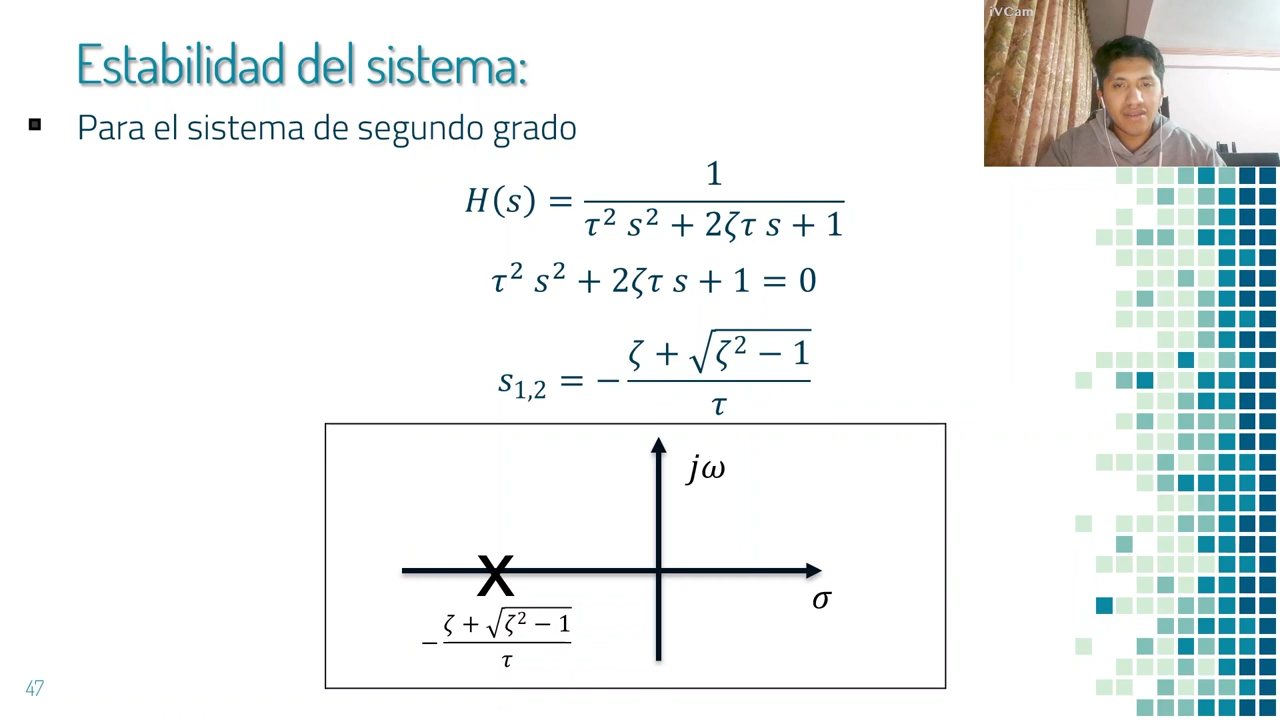 iVCam
Estabilidad del sistema:
▪ Para el sistema de segundo grado
H(s) = 1 / (τ² s² + 2ζτ s + 1)
τ² s² + 2ζτ s + 1 = 0
s₁,₂ = − (ζ + √(ζ² − 1)) / τ
jω
X
σ
− (ζ + √(ζ² − 1)) / τ
47